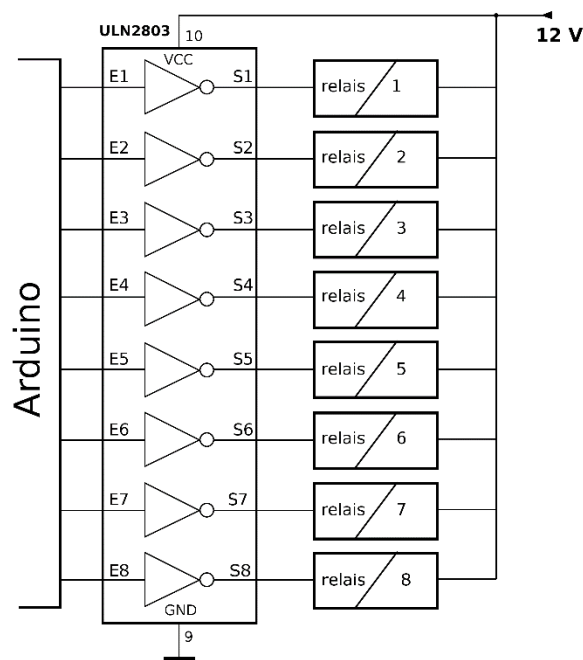 ULN2803
10
12 V
VCC
E1 S1 relais 1
E2 S2 relais 2
E3 S3 relais 3
E4 S4 relais 4
Arduino
E5 S5 relais 5
E6 S6 relais 6
E7 S7 relais 7
E8 S8 relais 8
GND
9